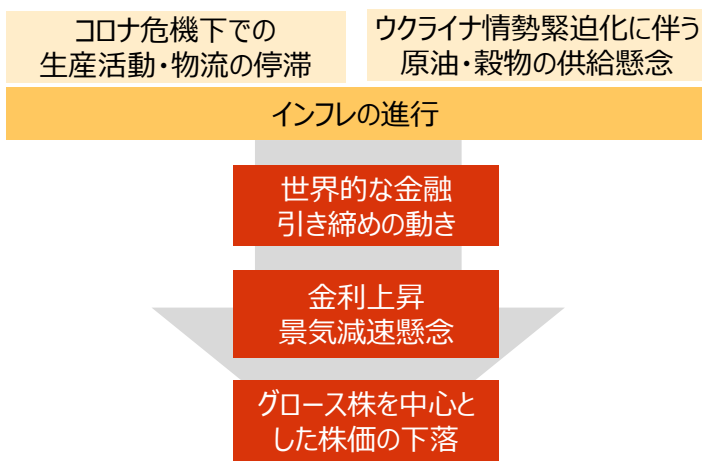 コロナ危機下での
生産活動・物流の停滞
ウクライナ情勢緊迫化に伴う
原油・穀物の供給懸念
インフレの進行
世界的な金融
引き締めの動き
金利上昇
景気減速懸念
グロース株を中心と
した株価の下落